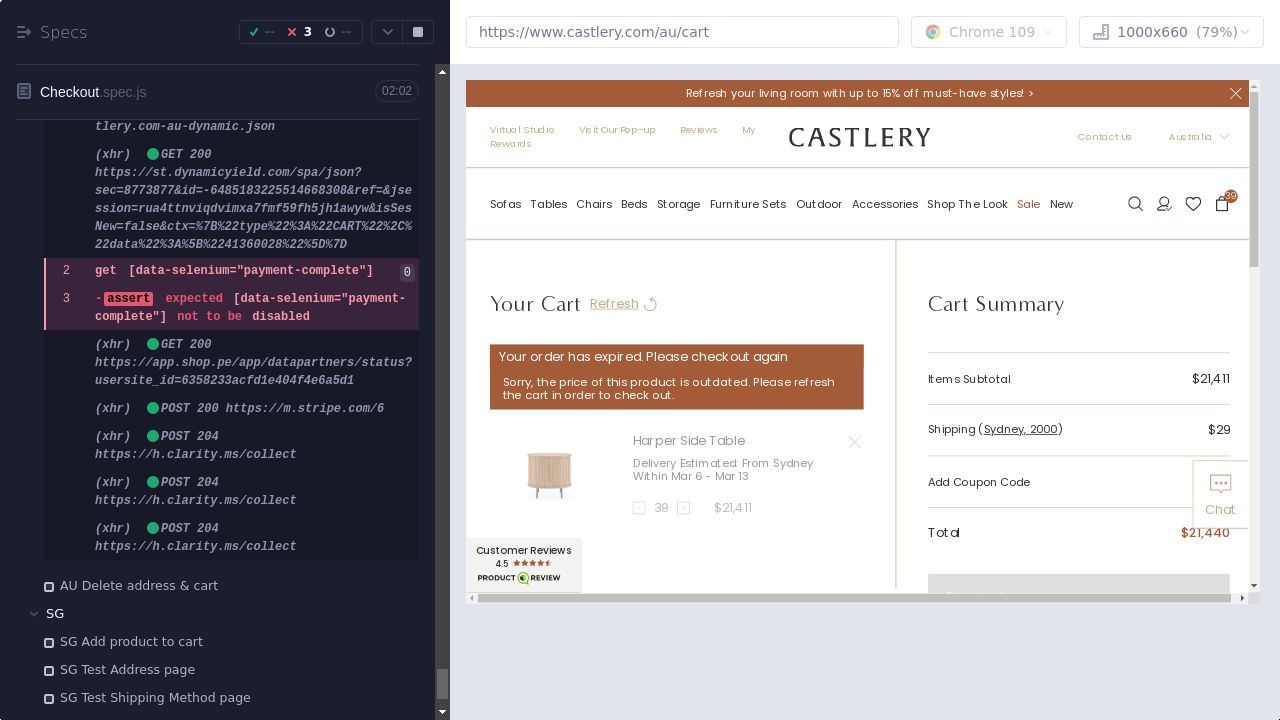 Specs
--
3
--
https://www.castlery.com/au/cart
Chrome 109
1000x660 (79%)
Checkout.spec.js
02:02
tlery.com-au-dynamic.json
(xhr) GET 200
https://st.dynamicyield.com/spa/json?
sec=8773877&id=-6485183225514668308&ref=&jse
ssion=rua4ttnviqdvimxa7fmf59fh5jh1awyw&isSes
New=false&ctx=%7B%22type%22%3A%22CART%22%2C%
22data%22%3A%5B%2241360028%22%5D%7D
2 get [data-selenium="payment-complete"] 0
3 -assert expected [data-selenium="payment-
complete"] not to be disabled
(xhr) GET 200
https://app.shop.pe/app/datapartners/status?
usersite_id=6358233acfd1e404f4e6a5d1
(xhr) POST 200 https://m.stripe.com/6
(xhr) POST 204
https://h.clarity.ms/collect
(xhr) POST 204
https://h.clarity.ms/collect
(xhr) POST 204
https://h.clarity.ms/collect
AU Delete address & cart
SG
SG Add product to cart
SG Test Address page
SG Test Shipping Method page
Refresh your living room with up to 15% off must-have styles! >
Virtual Studio Visit Our Pop-up Reviews My
Rewards
CASTLERY
Contact Us Australia
Sofas Tables Chairs Beds Storage Furniture Sets Outdoor Accessories Shop The Look Sale New
39
Your Cart Refresh
Your order has expired. Please checkout again
Sorry, the price of this product is outdated. Please refresh
the cart in order to check out.
Harper Side Table
Delivery Estimated: From Sydney
Within Mar 6 - Mar 13
- 39 + $21,411
Customer Reviews
4.5
PRODUCT REVIEW
Cart Summary
Items Subtotal $21,411
Shipping (Sydney, 2000) $29
Add Coupon Code
Chat
Total $21,440